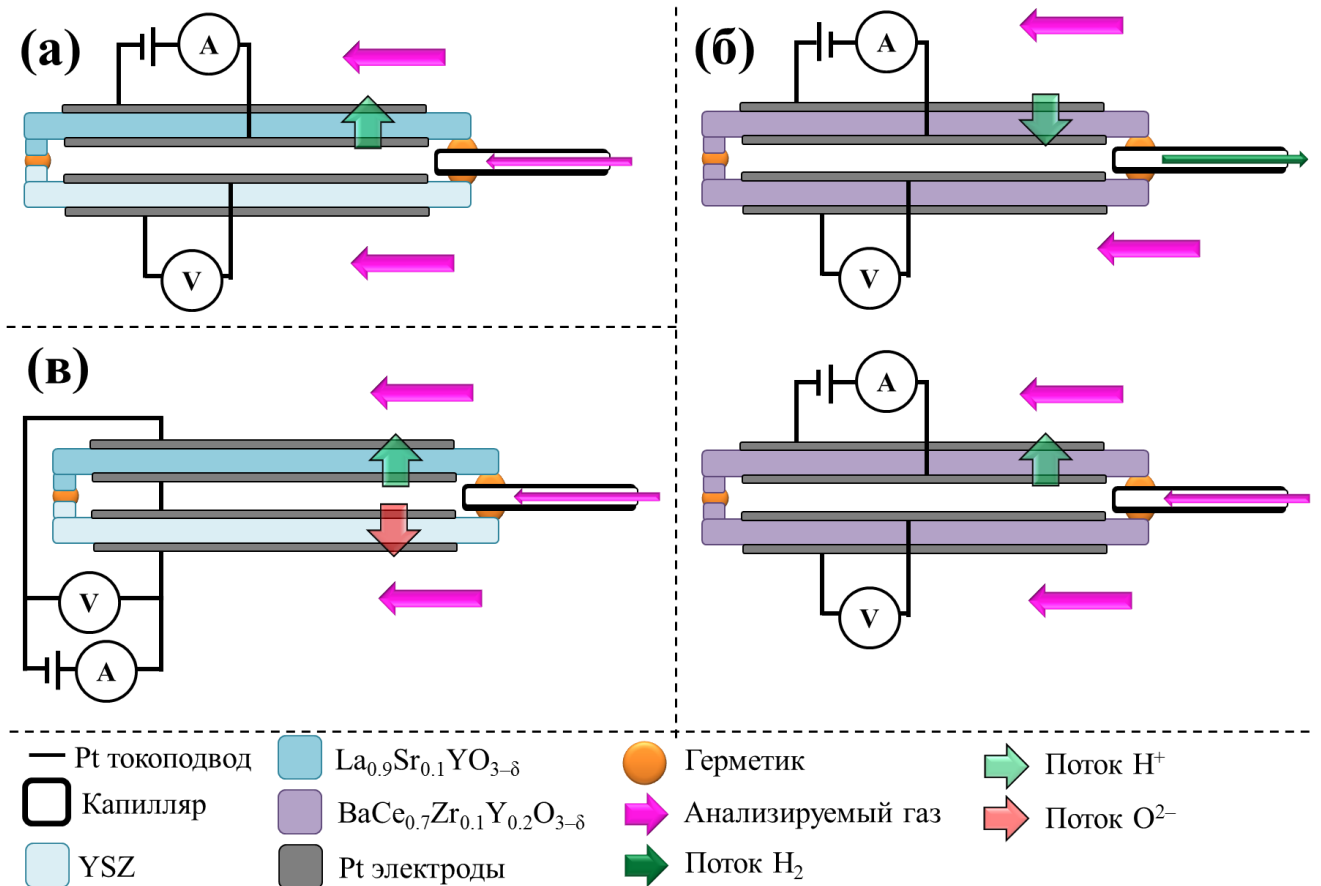 (а)
A
V
(б)
A
V
(в)
V
A
A
V
Pt токоподвод
Капилляр
YSZ
La0.9Sr0.1YO3–δ
BaCe0.7Zr0.1Y0.2O3–δ
Pt электроды
Герметик
Анализируемый газ
Поток H2
Поток H+
Поток O2–